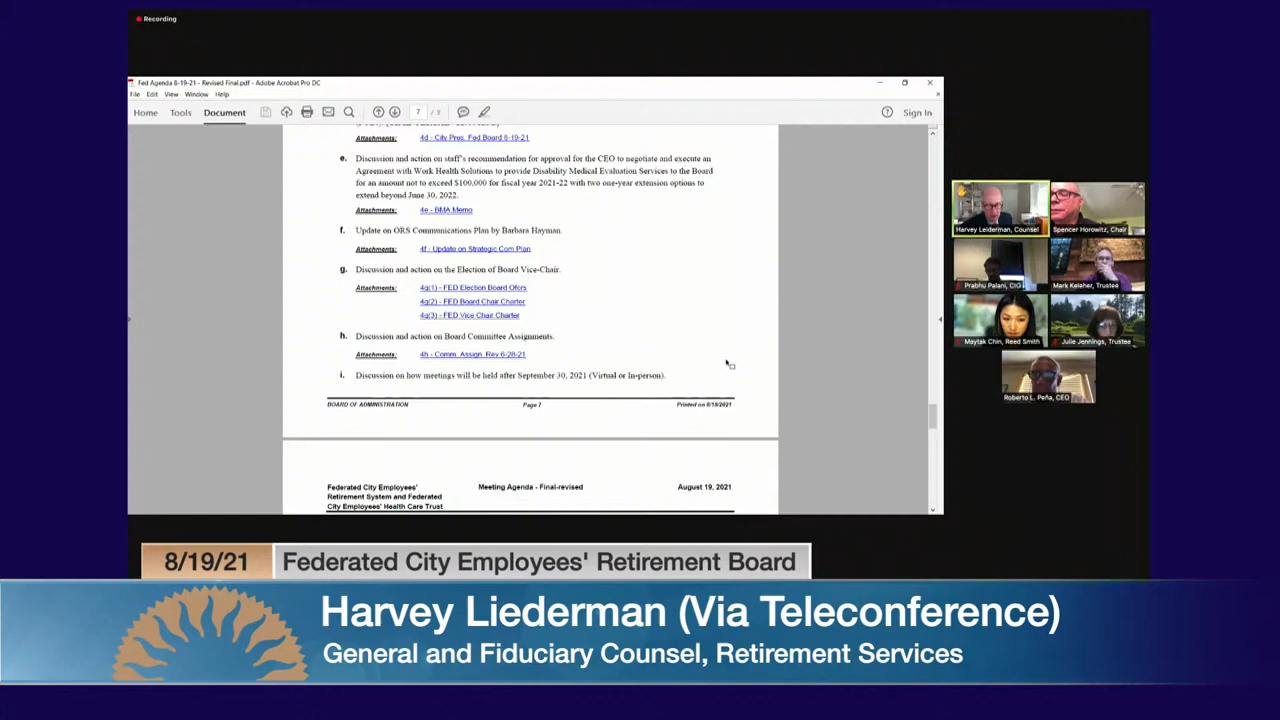 Recording
Fed Agenda 8-19-21 - Revised Final.pdf - Adobe Acrobat Pro DC
File Edit View Window Help
Home Tools Document 7 / 9 Sign In
Attachments: 4d - City Pres. Fed Board 8-19-21
e. Discussion and action on staff's recommendation for approval for the CEO to negotiate and execute an
Agreement with Work Health Solutions to provide Disability Medical Evaluation Services to the Board
for an amount not to exceed $100,000 for fiscal year 2021-22 with two one-year extension options to
extend beyond June 30, 2022.
Attachments: 4e - BMA Memo
f. Update on ORS Communications Plan by Barbara Hayman.
Attachments: 4f - Update on Strategic Com Plan
g. Discussion and action on the Election of Board Vice-Chair.
Attachments: 4g(1) - FED Election Board Ofcrs
4g(2) - FED Board Chair Charter
4g(3) - FED Vice Chair Charter
h. Discussion and action on Board Committee Assignments.
Attachments: 4h - Comm. Assign. Rev 6-28-21
i. Discussion on how meetings will be held after September 30, 2021 (Virtual or In-person).
BOARD OF ADMINISTRATION Page 7 Printed on 8/18/2021
Federated City Employees' Meeting Agenda - Final-revised August 19, 2021
Retirement System and Federated
City Employees' Health Care Trust
Harvey Leiderman, Counsel
Spencer Horowitz, Chair
Prabhu Palani, CIO
Mark Keleher, Trustee
Maytak Chin, Reed Smith
Julie Jennings, Trustee
Roberto L. Peña, CEO
8/19/21 Federated City Employees' Retirement Board
Harvey Liederman (Via Teleconference)
General and Fiduciary Counsel, Retirement Services